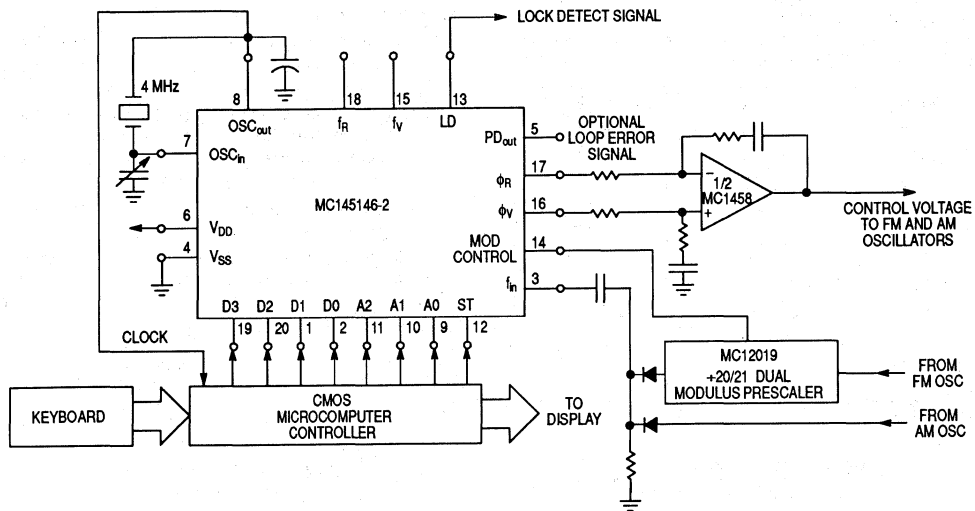 LOCK DETECT SIGNAL
4 MHz
8
18
15
13
OSCout
fR
fV
LD
7
OSCin
PDout
5
OPTIONAL
LOOP ERROR
SIGNAL
φR
17
MC145146-2
φV
16
–
1/2
MC1458
+
CONTROL VOLTAGE
TO FM AND AM
OSCILLATORS
6
VDD
4
VSS
MOD
CONTROL
14
fin
3
D3
D2
D1
D0
A2
A1
A0
ST
19
20
1
2
11
10
9
12
CLOCK
MC12019
+20/21 DUAL
MODULUS PRESCALER
FROM
FM OSC
KEYBOARD
CMOS
MICROCOMPUTER
CONTROLLER
TO
DISPLAY
FROM
AM OSC